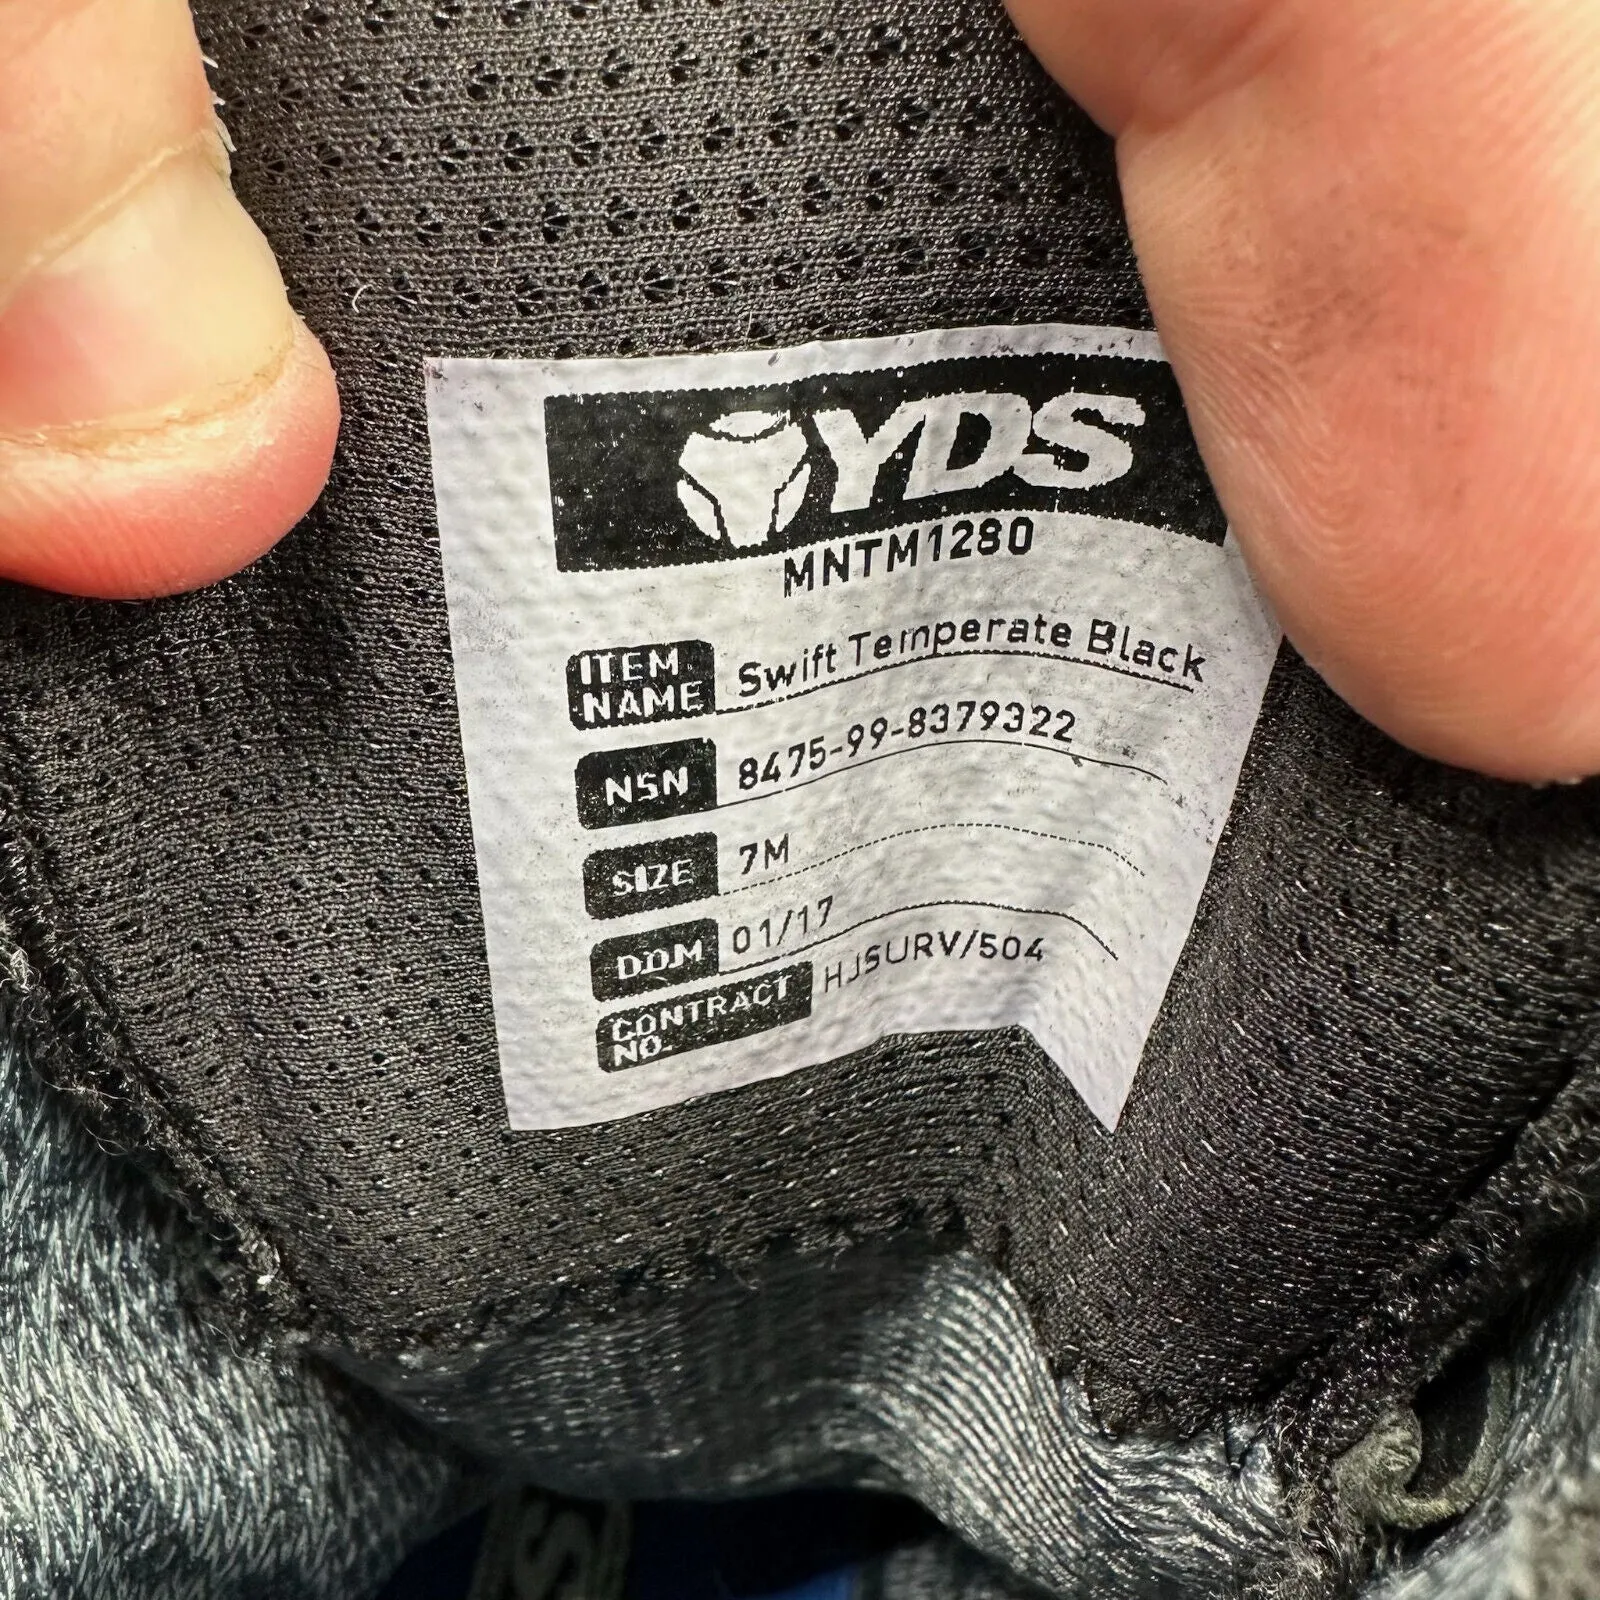 YDS
MNTM1280
ITEM NAME Swift Temperate Black
NSN 8475-99-8379322
SIZE 7M
D.O.M 01/17
CONTRACT NO. HJSURV/504
S